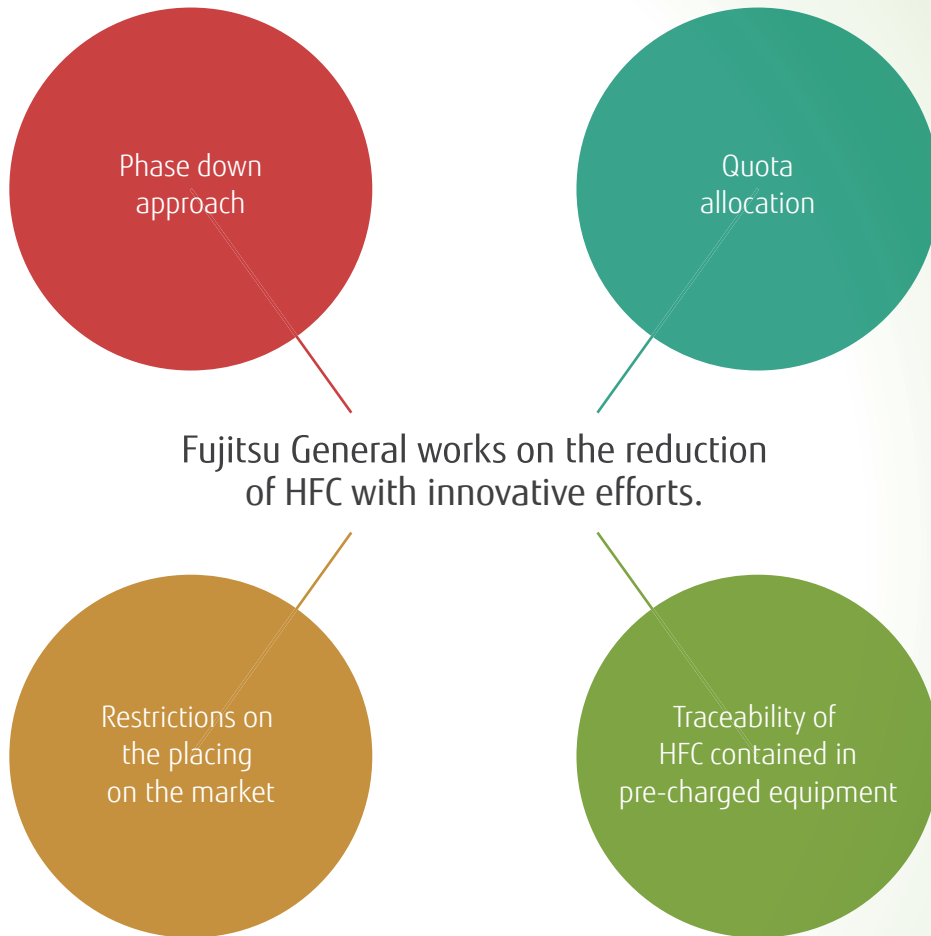 Phase down
approach
Quota
allocation
Fujitsu General works on the reduction
of HFC with innovative efforts.
Restrictions on
the placing
on the market
Traceability of
HFC contained in
pre-charged equipment